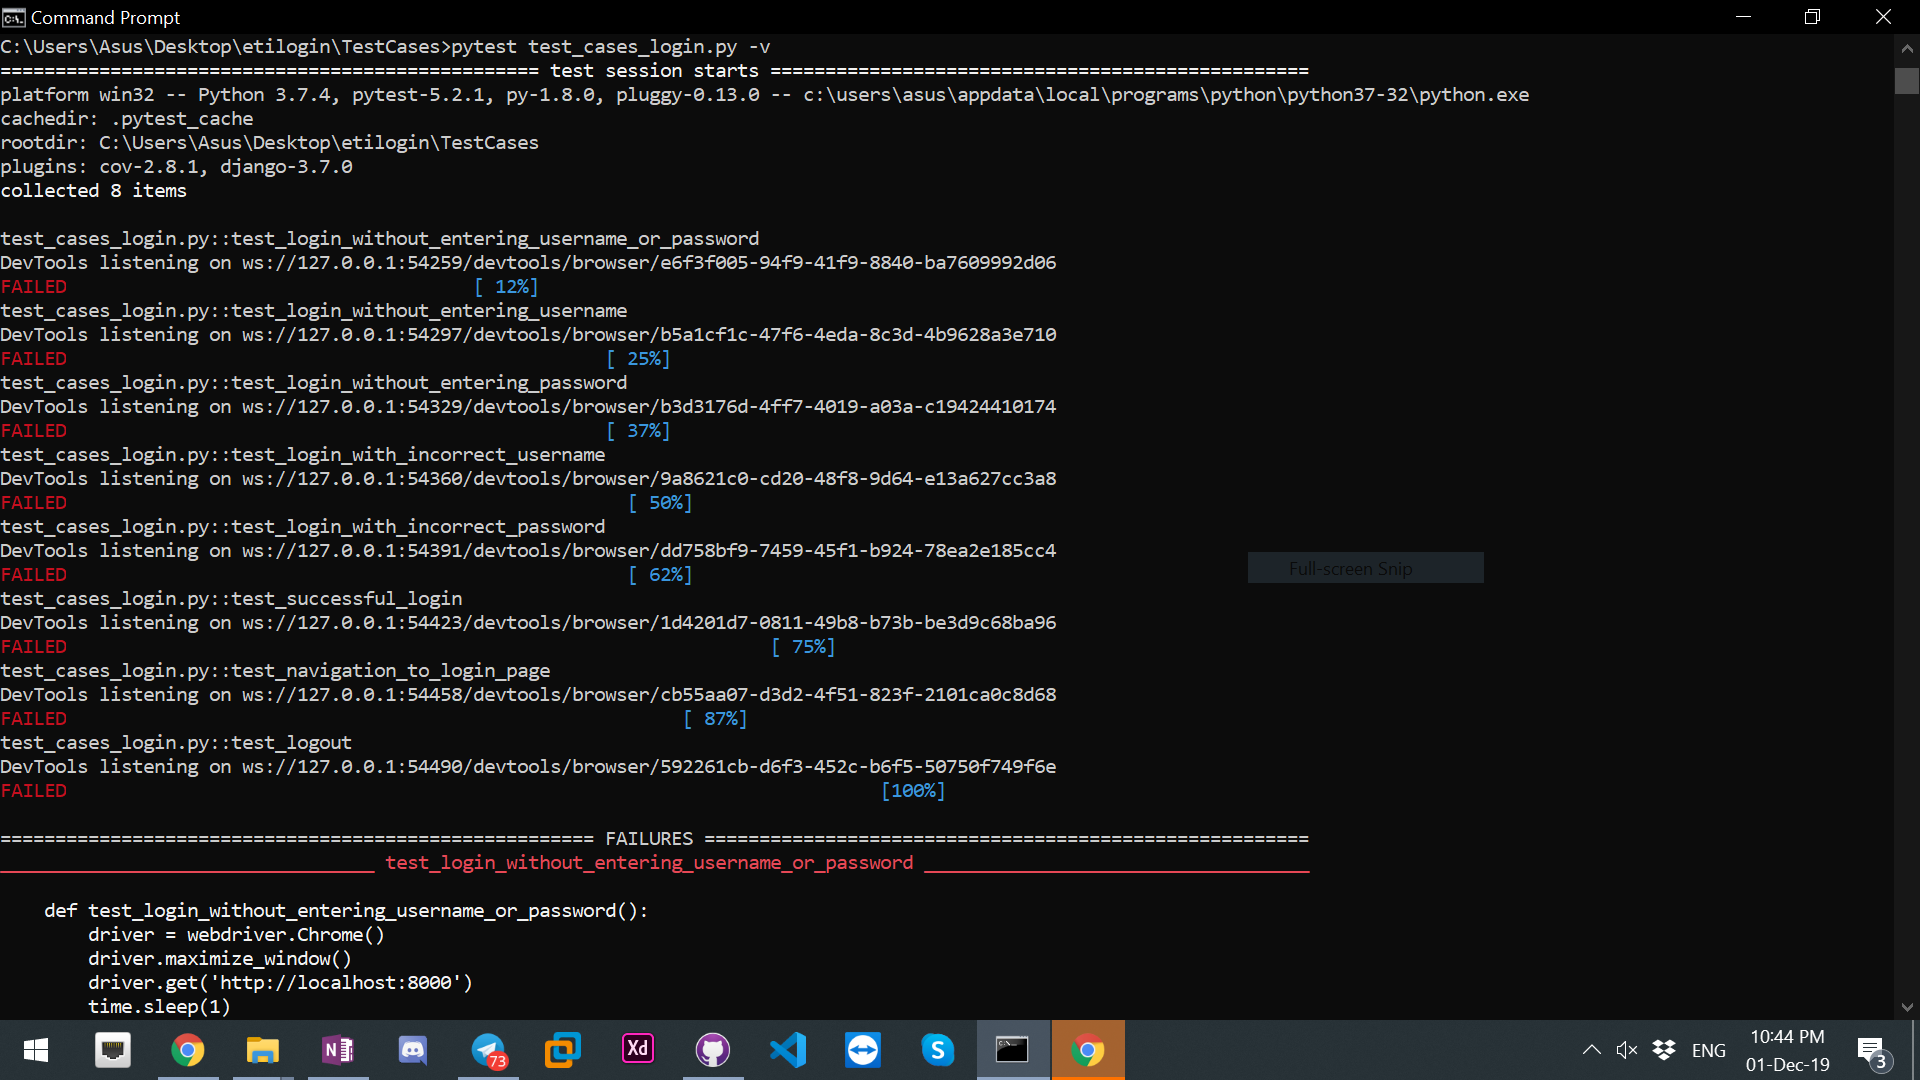 Command Prompt
C:\Users\Asus\Desktop\etilogin\TestCases>pytest test_cases_login.py -v
================================================= test session starts =================================================
platform win32 -- Python 3.7.4, pytest-5.2.1, py-1.8.0, pluggy-0.13.0 -- c:\users\asus\appdata\local\programs\python\python37-32\python.exe
cachedir: .pytest_cache
rootdir: C:\Users\Asus\Desktop\etilogin\TestCases
plugins: cov-2.8.1, django-3.7.0
collected 8 items
test_cases_login.py::test_login_without_entering_username_or_password
DevTools listening on ws://127.0.0.1:54259/devtools/browser/e6f3f005-94f9-41f9-8840-ba7609992d06
FAILED [ 12%]
test_cases_login.py::test_login_without_entering_username
DevTools listening on ws://127.0.0.1:54297/devtools/browser/b5a1cf1c-47f6-4eda-8c3d-4b9628a3e710
FAILED [ 25%]
test_cases_login.py::test_login_without_entering_password
DevTools listening on ws://127.0.0.1:54329/devtools/browser/b3d3176d-4ff7-4019-a03a-c19424410174
FAILED [ 37%]
test_cases_login.py::test_login_with_incorrect_username
DevTools listening on ws://127.0.0.1:54360/devtools/browser/9a8621c0-cd20-48f8-9d64-e13a627cc3a8
FAILED [ 50%]
test_cases_login.py::test_login_with_incorrect_password
DevTools listening on ws://127.0.0.1:54391/devtools/browser/dd758bf9-7459-45f1-b924-78ea2e185cc4
Full-screen Snip
FAILED [ 62%]
test_cases_login.py::test_successful_login
DevTools listening on ws://127.0.0.1:54423/devtools/browser/1d4201d7-0811-49b8-b73b-be3d9c68ba96
FAILED [ 75%]
test_cases_login.py::test_navigation_to_login_page
DevTools listening on ws://127.0.0.1:54458/devtools/browser/cb55aa07-d3d2-4f51-823f-2101ca0c8d68
FAILED [ 87%]
test_cases_login.py::test_logout
DevTools listening on ws://127.0.0.1:54490/devtools/browser/592261cb-d6f3-452c-b6f5-50750f749f6e
FAILED [100%]
====================================================== FAILURES =======================================================
__________________________________ test_login_without_entering_username_or_password ___________________________________
def test_login_without_entering_username_or_password():
driver = webdriver.Chrome()
driver.maximize_window()
driver.get('http://localhost:8000')
time.sleep(1)
N
73
Xd
S
ENG
10:44 PM
01-Dec-19
3